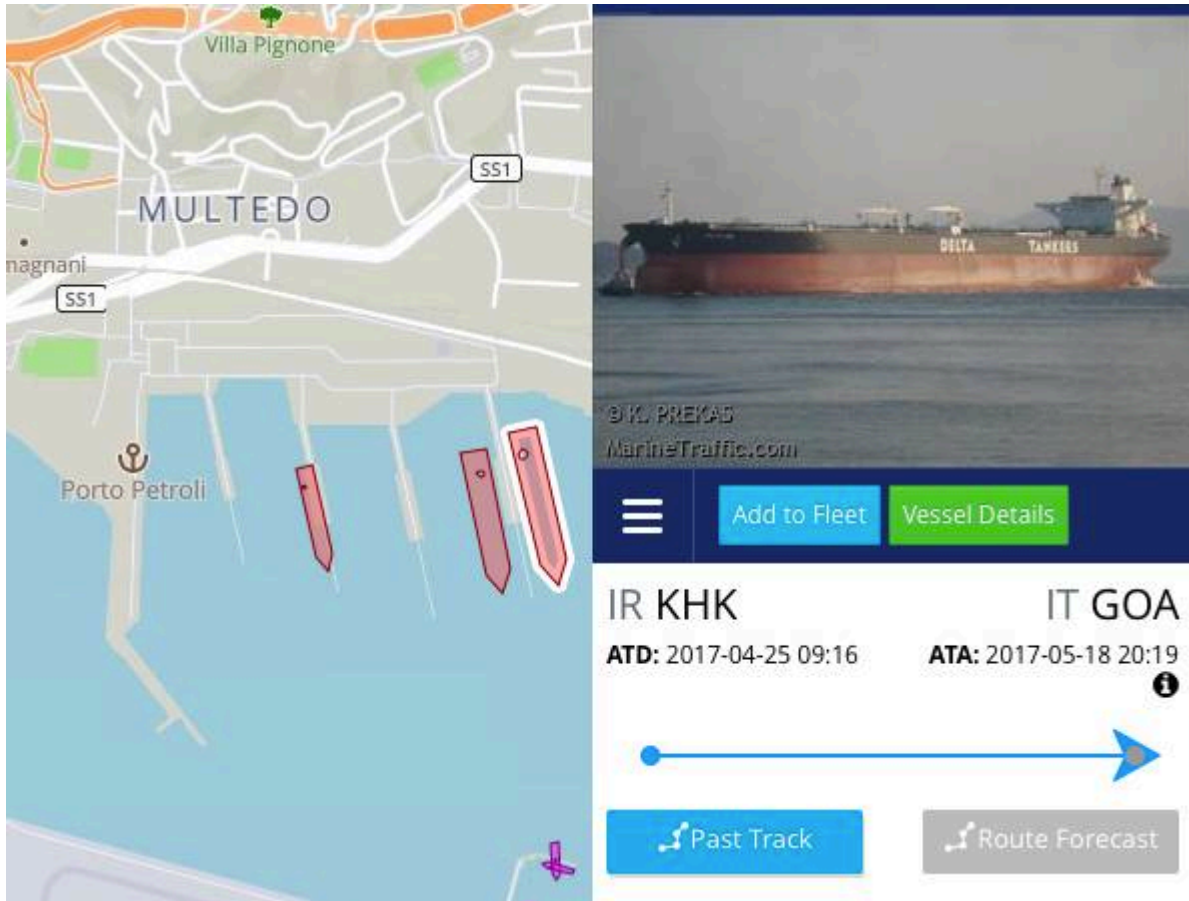 Villa Pignone
SS1
MULTEDO
magnani
SS1
Porto Petroli
DELTA TANKERS
© K. PREKAS
MarineTraffic.com
Add to Fleet
Vessel Details
IR KHK
IT GOA
ATD: 2017-04-25 09:16
ATA: 2017-05-18 20:19
Past Track
Route Forecast